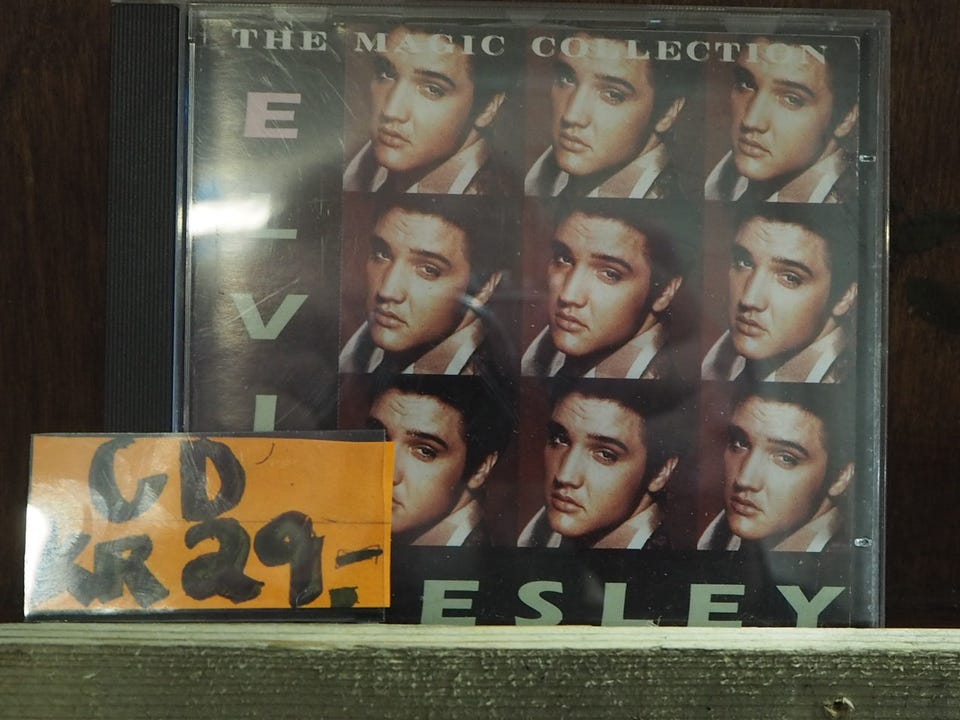 THE MAGIC COLLECTION
E
L
V
I
ESLEY
CD
KR 29,-